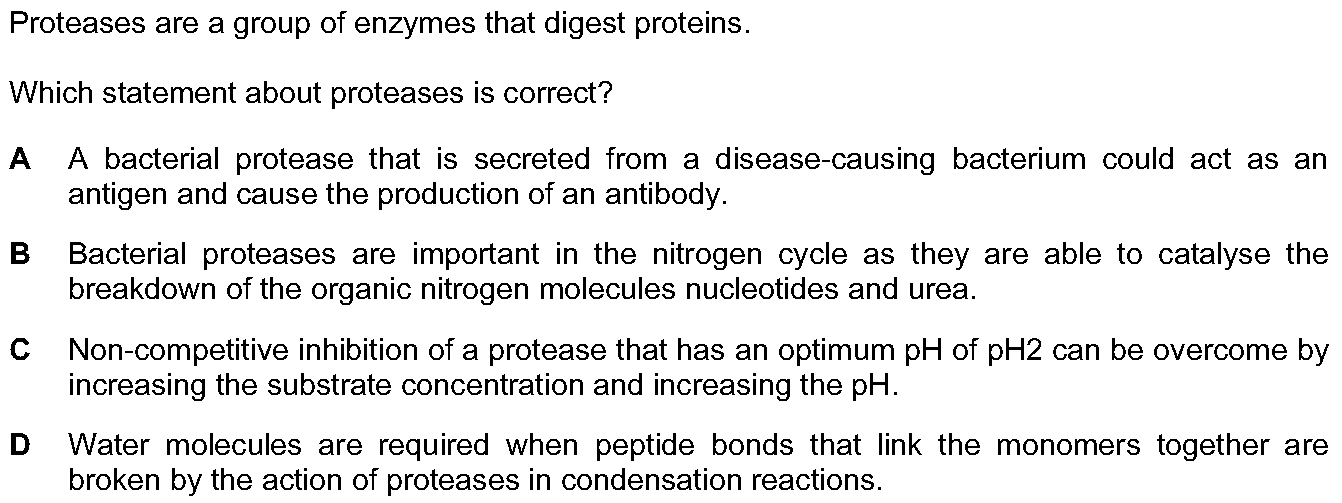 Proteases are a group of enzymes that digest proteins.
Which statement about proteases is correct?
A A bacterial protease that is secreted from a disease-causing bacterium could act as an
antigen and cause the production of an antibody.
B Bacterial proteases are important in the nitrogen cycle as they are able to catalyse the
breakdown of the organic nitrogen molecules nucleotides and urea.
C Non-competitive inhibition of a protease that has an optimum pH of pH2 can be overcome by
increasing the substrate concentration and increasing the pH.
D Water molecules are required when peptide bonds that link the monomers together are
broken by the action of proteases in condensation reactions.